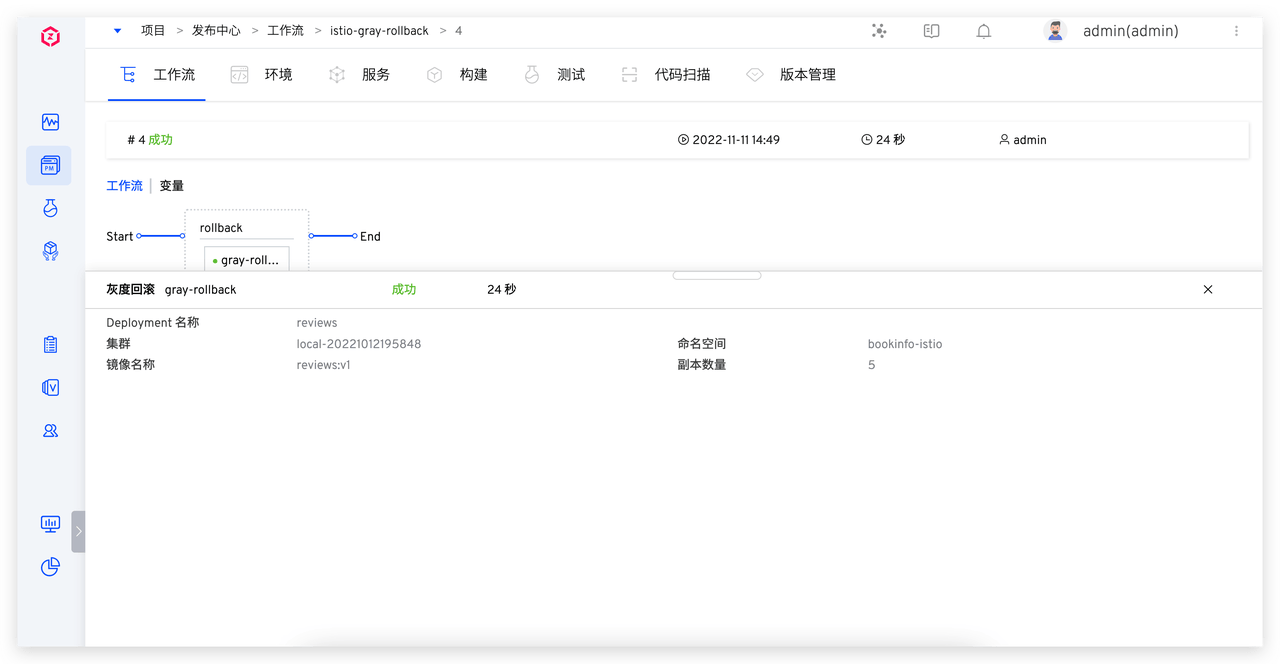 项目 > 发布中心 > 工作流 > istio-gray-rollback > 4
admin(admin)
工作流 环境 服务 构建 测试 代码扫描 版本管理
# 4 成功 2022-11-11 14:49 24 秒 admin
工作流 变量
Start rollback End
gray-roll...
灰度回滚 gray-rollback 成功 24 秒
Deployment 名称 reviews
集群 local-20221012195848 命名空间 bookinfo-istio
镜像名称 reviews:v1 副本数量 5
PM
V